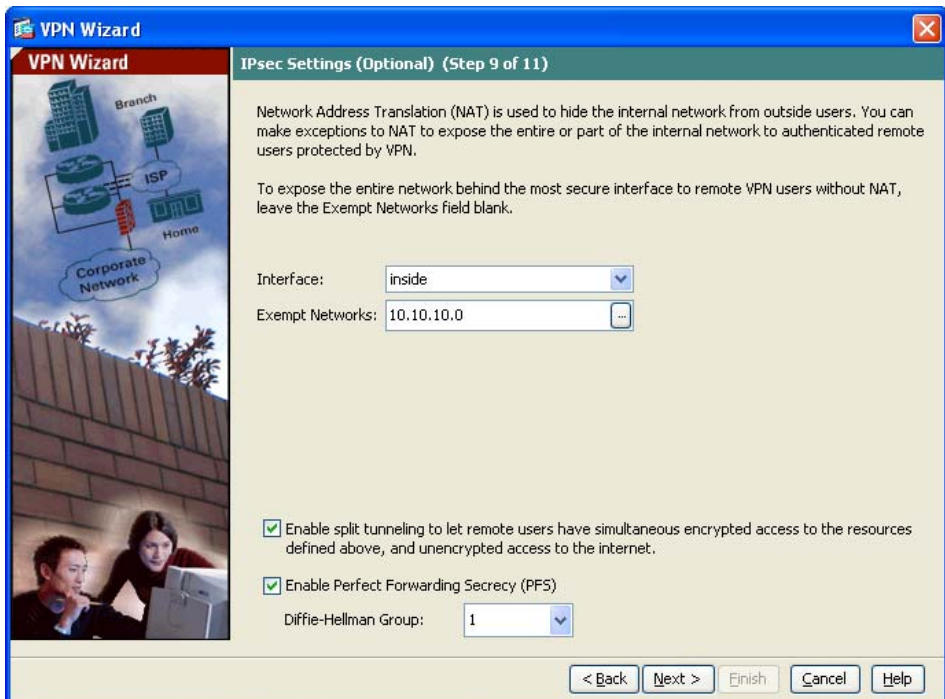 VPN Wizard
VPN Wizard
Branch
ISP
Home
Corporate
Network
IPsec Settings (Optional) (Step 9 of 11)
Network Address Translation (NAT) is used to hide the internal network from outside users. You can
make exceptions to NAT to expose the entire or part of the internal network to authenticated remote
users protected by VPN.
To expose the entire network behind the most secure interface to remote VPN users without NAT,
leave the Exempt Networks field blank.
Interface: inside
Exempt Networks: 10.10.10.0 ...
Enable split tunneling to let remote users have simultaneous encrypted access to the resources
defined above, and unencrypted access to the internet.
Enable Perfect Forwarding Secrecy (PFS)
Diffie-Hellman Group: 1
< Back Next > Finish Cancel Help